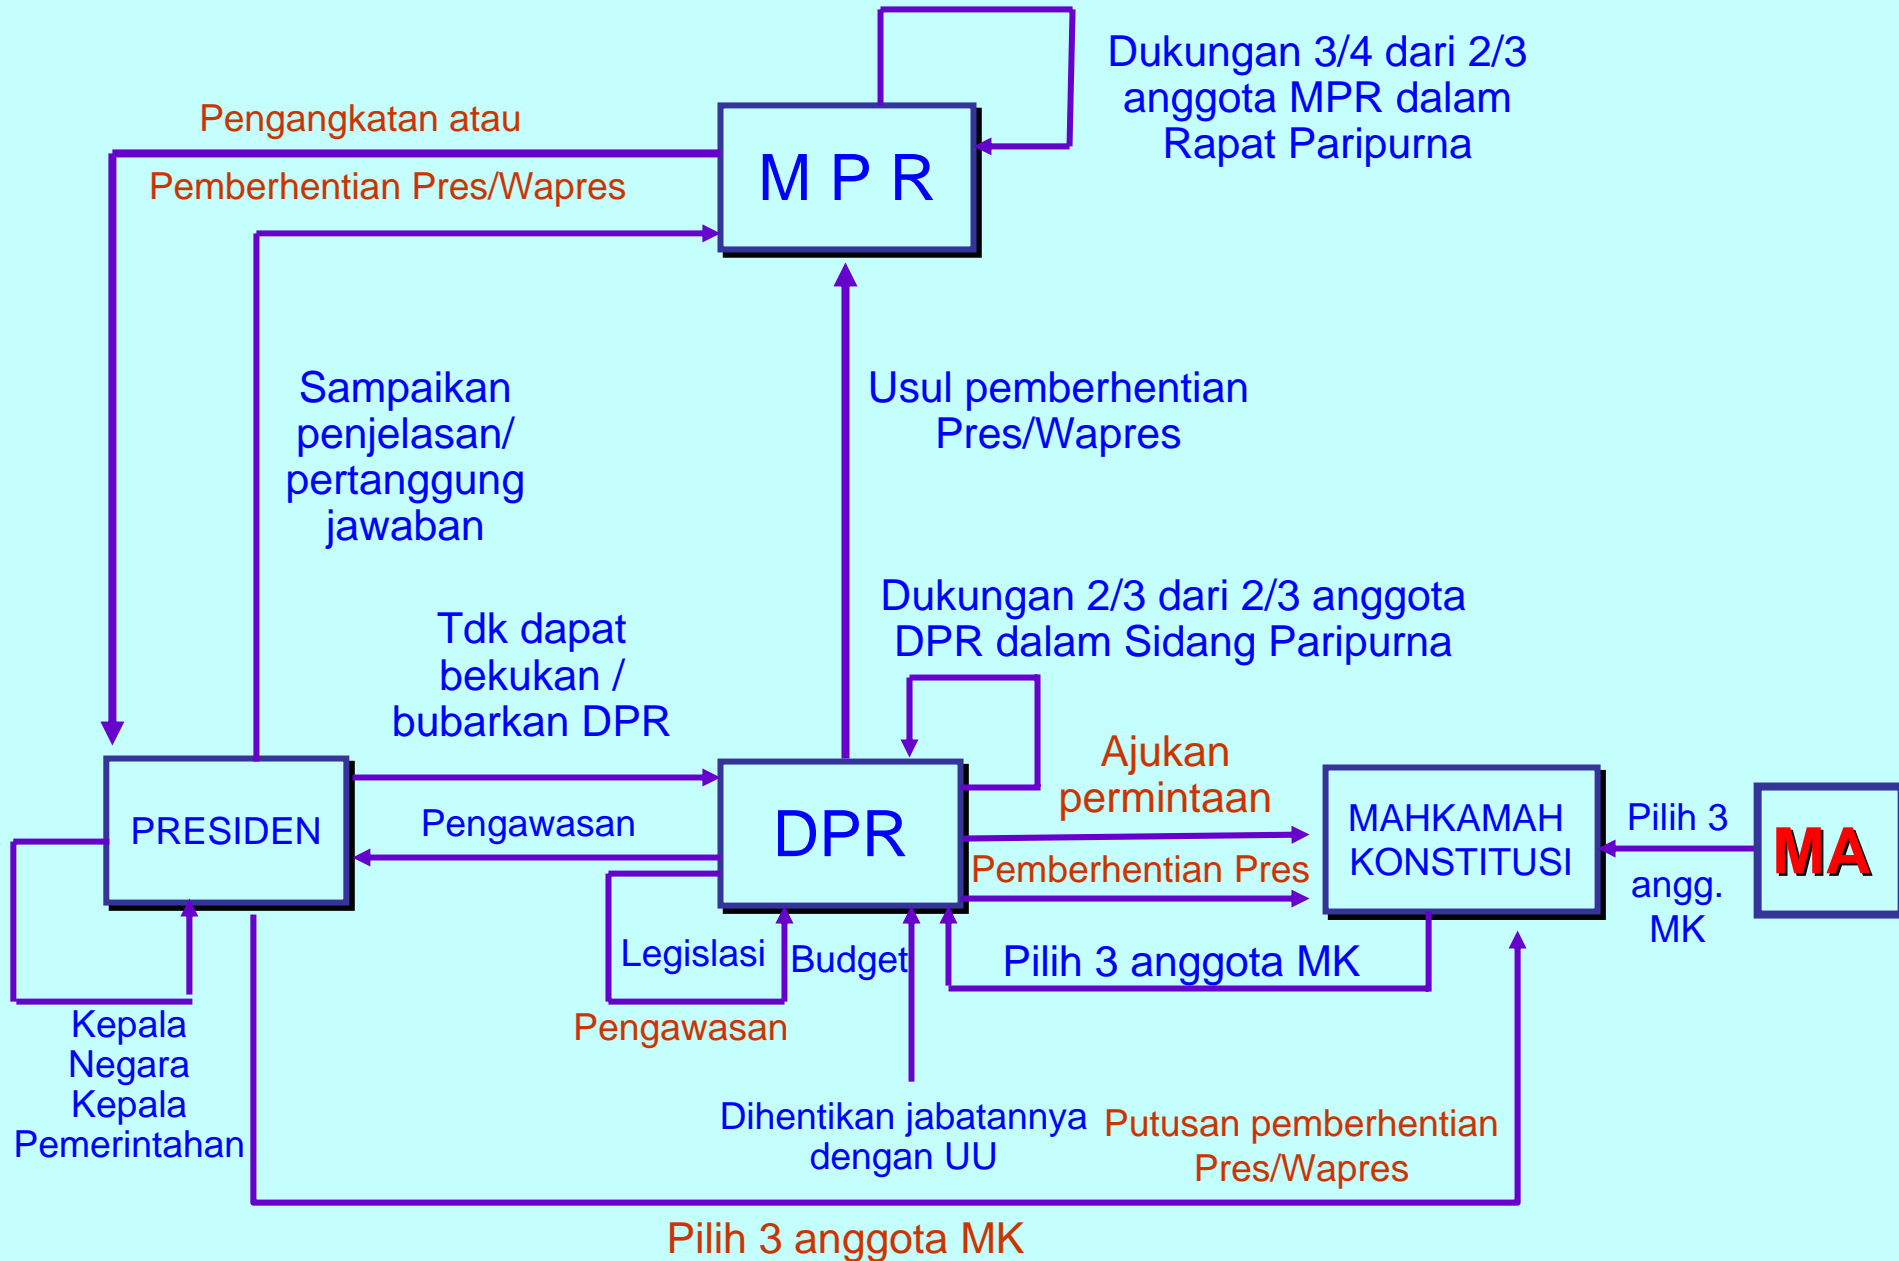 Dukungan 3/4 dari 2/3
anggota MPR dalam
Rapat Paripurna
Pengangkatan atau
Pemberhentian Pres/Wapres
M P R
Sampaikan
penjelasan/
pertanggung
jawaban
Usul pemberhentian
Pres/Wapres
Dukungan 2/3 dari 2/3 anggota
DPR dalam Sidang Paripurna
Tdk dapat
bekukan /
bubarkan DPR
PRESIDEN
Pengawasan
DPR
Ajukan
permintaan
Pemberhentian Pres
MAHKAMAH
KONSTITUSI
Pilih 3
angg.
MK
MA
Legislasi
Budget
Pilih 3 anggota MK
Pengawasan
Kepala
Negara
Kepala
Pemerintahan
Dihentikan jabatannya
dengan UU
Putusan pemberhentian
Pres/Wapres
Pilih 3 anggota MK